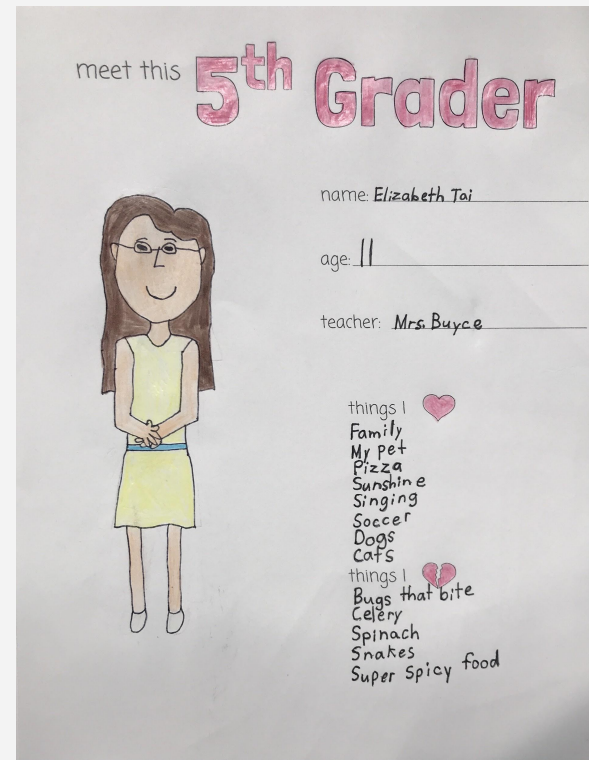 meet this 5th Grader
name: Elizabeth Tai
age: 11
teacher: Mrs. Buyce
things I
Family
My pet
Pizza
Sunshine
Singing
Soccer
Dogs
Cats
things I
Bugs that bite
Celery
Spinach
Snakes
Super Spicy food